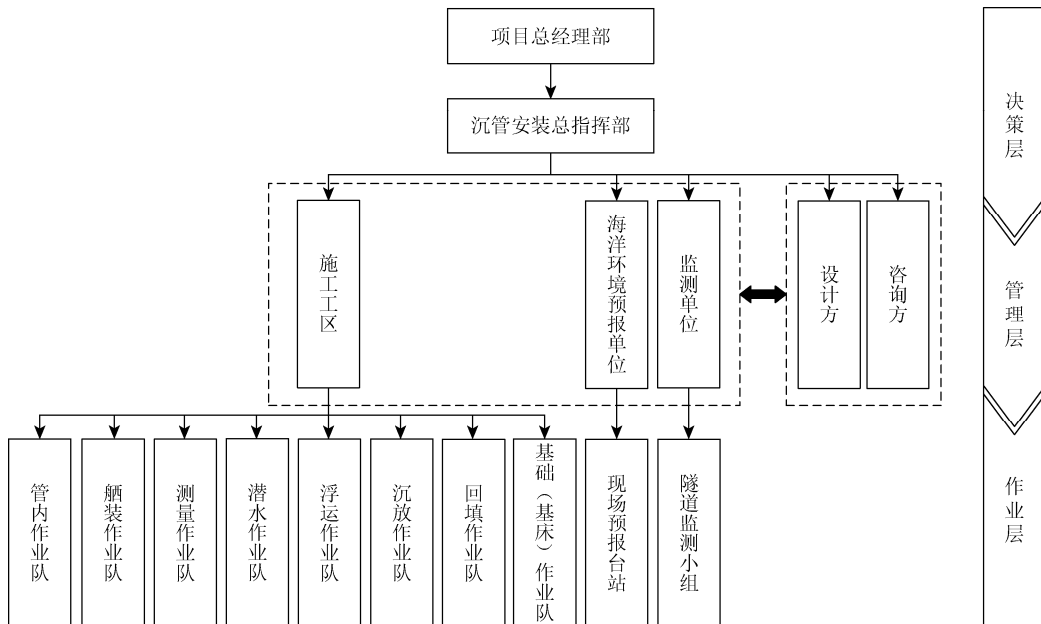 项目总经理部
沉管安装总指挥部
施工工区
海洋环境预报单位
监测单位
设计方
咨询方
管内作业队
舾装作业队
测量作业队
潜水作业队
浮运作业队
沉放作业队
回填作业队
基础（基床）作业队
现场预报台站
隧道监测小组
决策层
管理层
作业层